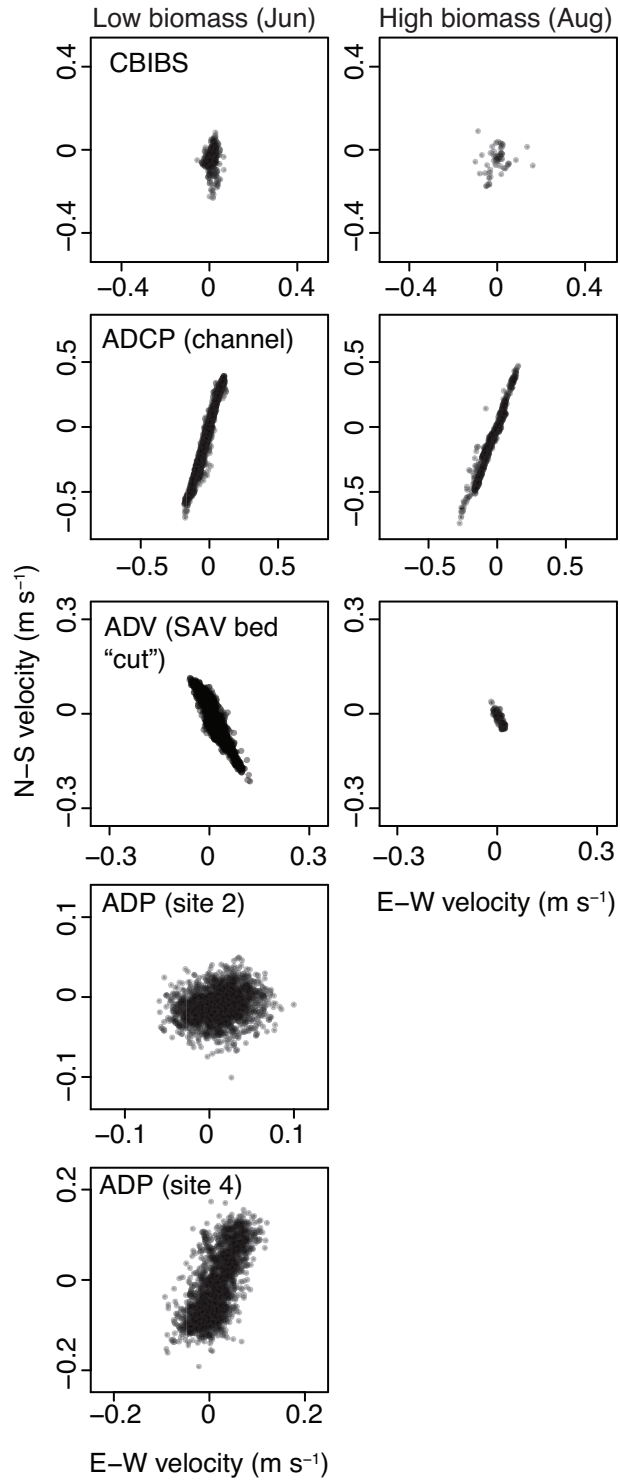 Low biomass (Jun) High biomass (Aug)
CBIBS
0.4 0.4
0 0
−0.4 −0.4
−0.4 0 0.4 −0.4 0 0.4
ADCP (channel)
0.5 0.5
0 0
−0.5 −0.5
−0.5 0 0.5 −0.5 0 0.5
N−S velocity (m s⁻¹)
ADV (SAV bed
“cut”)
0.3 0.3
0 0
−0.3 −0.3
−0.3 0 0.3 −0.3 0 0.3
E−W velocity (m s⁻¹)
ADP (site 2)
0.1
0
−0.1
−0.1 0 0.1
ADP (site 4)
0.2
0
−0.2
−0.2 0 0.2
E−W velocity (m s⁻¹)